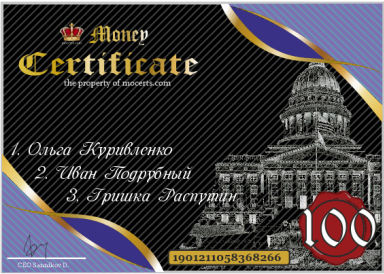 Money
Certificate
the property of mocerts.com
1. Ольга Куривленко
2. Иван Подрубный
3. Гришка Распутин
100
1901211058368266
CEO Sannikov D.